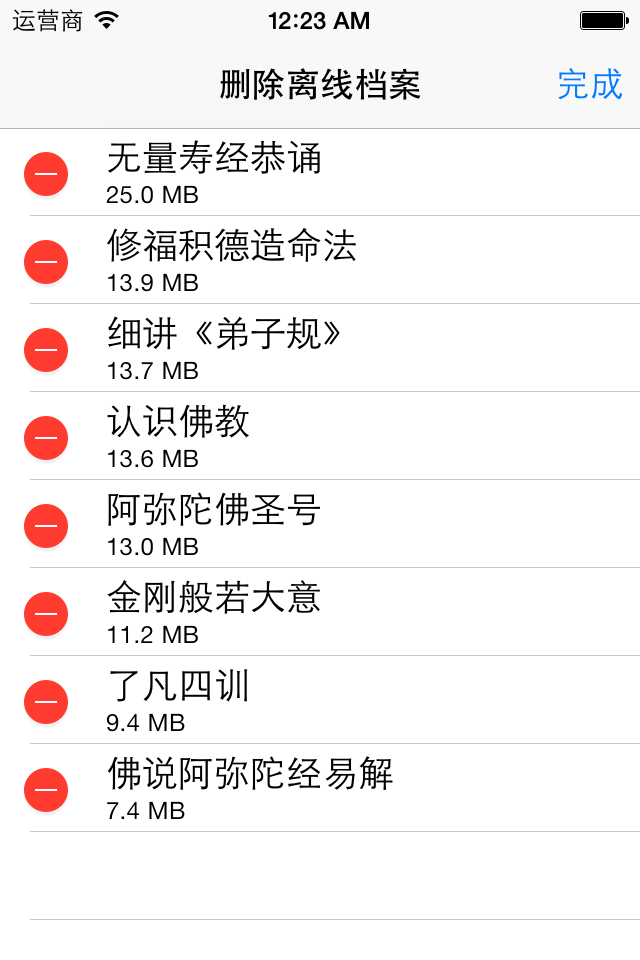 运营商 12:23 AM
删除离线档案 完成
无量寿经恭诵
25.0 MB
修福积德造命法
13.9 MB
细讲《弟子规》
13.7 MB
认识佛教
13.6 MB
阿弥陀佛圣号
13.0 MB
金刚般若大意
11.2 MB
了凡四训
9.4 MB
佛说阿弥陀经易解
7.4 MB